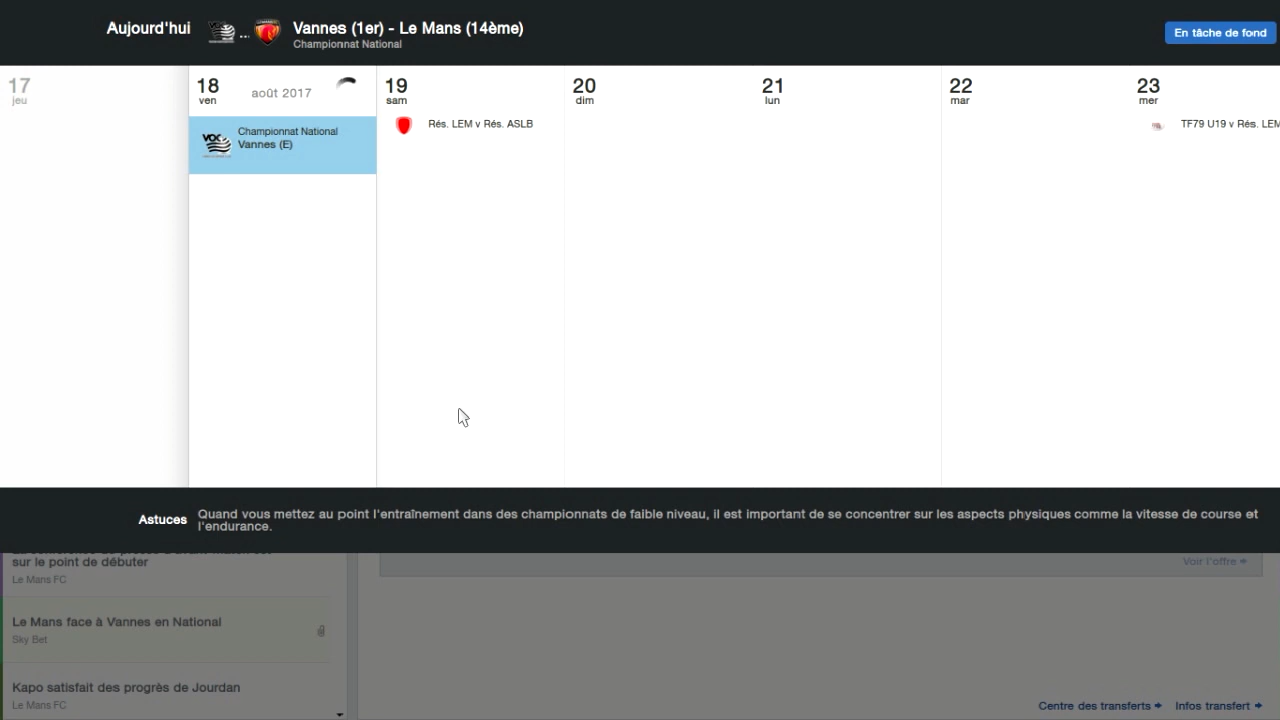 Aujourd'hui
...
Vannes (1er) - Le Mans (14ème)
Championnat National
En tâche de fond
17
jeu
18
ven
août 2017
19
sam
20
dim
21
lun
22
mar
23
mer
VOC
Championnat National
Vannes (E)
Rés. LEM v Rés. ASLB
TF79 U19 v Rés. LEM
Astuces
Quand vous mettez au point l'entraînement dans des championnats de faible niveau, il est important de se concentrer sur les aspects physiques comme la vitesse de course et
l'endurance.
sur le point de débuter
Le Mans FC
Voir l'offre
Le Mans face à Vannes en National
Sky Bet
Kapo satisfait des progrès de Jourdan
Le Mans FC
Centre des transferts
Infos transfert